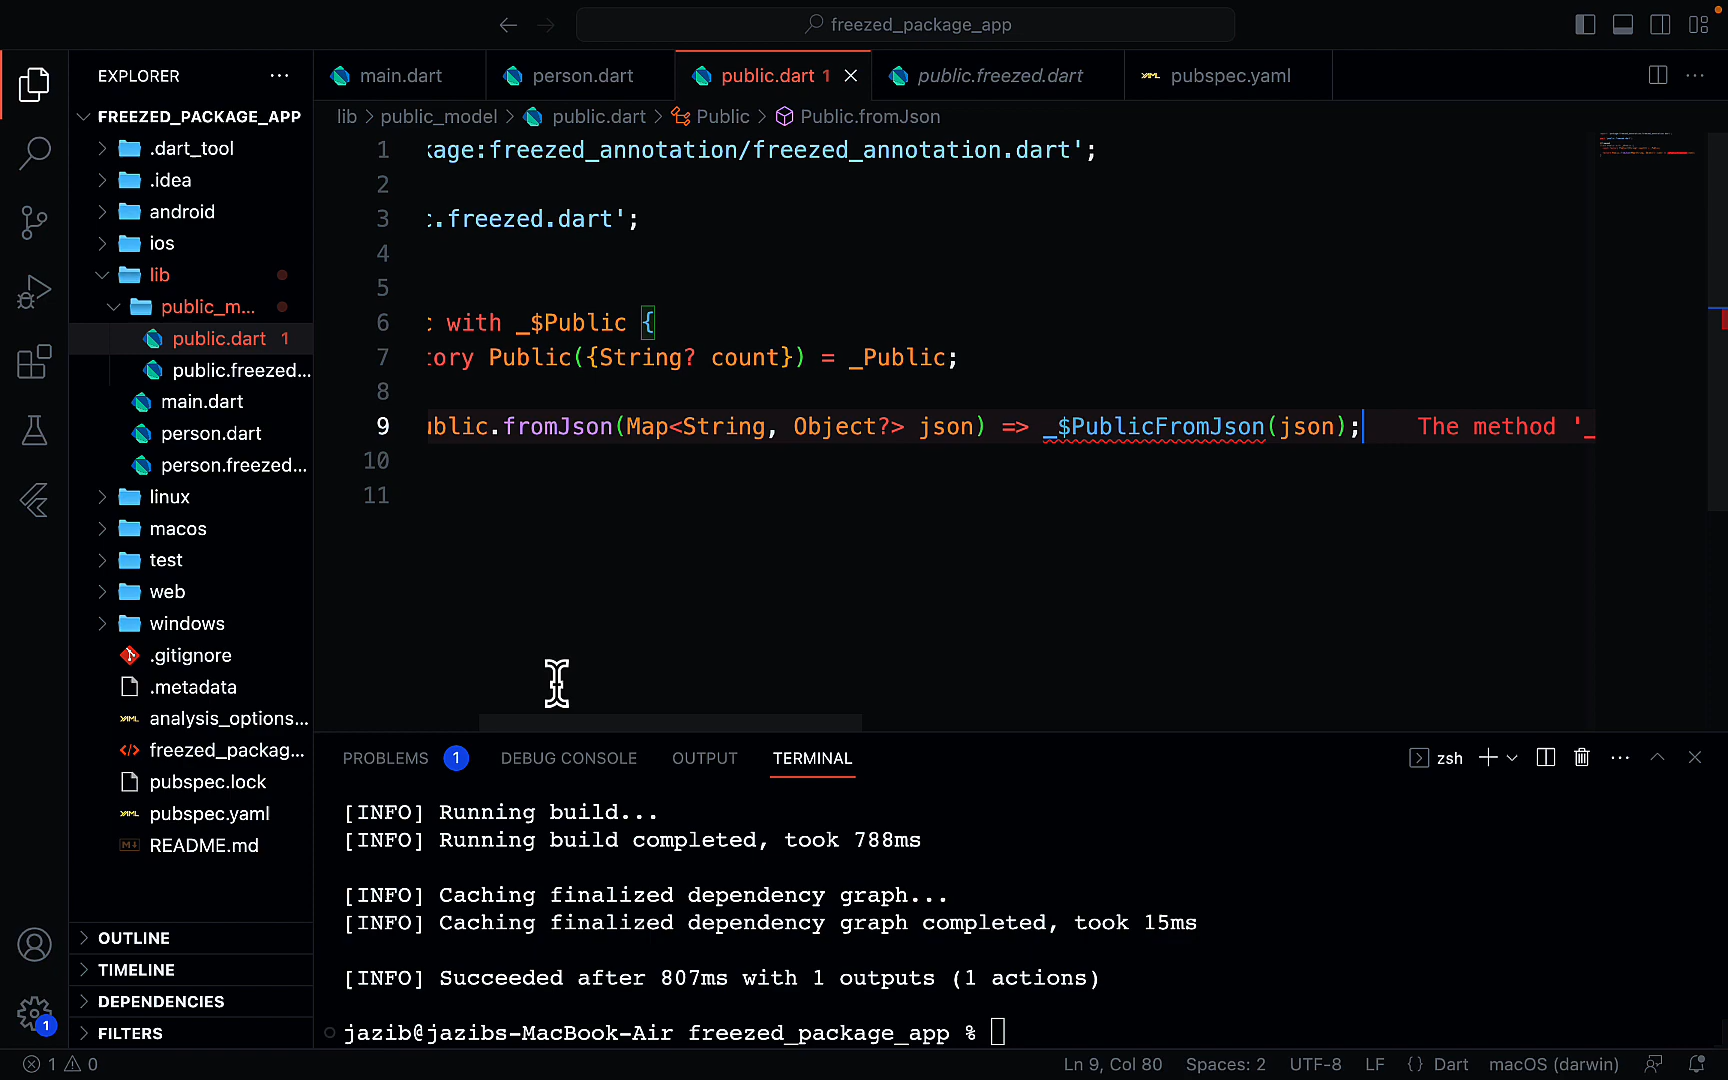 freezed_package_app
EXPLORER
main.dart
person.dart
public.dart 1
public.freezed.dart
pubspec.yaml
FREEZED_PACKAGE_APP
lib > public_model > public.dart > Public > Public.fromJson
.dart_tool
.idea
android
ios
lib
public_m...
public.dart 1
public.freezed...
main.dart
person.dart
person.freezed...
linux
macos
test
web
windows
.gitignore
.metadata
analysis_options...
freezed_packag...
pubspec.lock
pubspec.yaml
README.md
OUTLINE
TIMELINE
DEPENDENCIES
FILTERS
1
1 kage:freezed_annotation/freezed_annotation.dart';
2
3 c.freezed.dart';
4
5
6 c with _$Public {
7 tory Public({String? count}) = _Public;
8
9 ublic.fromJson(Map<String, Object?> json) => _$PublicFromJson(json); The method '_
10
11
PROBLEMS 1 DEBUG CONSOLE OUTPUT TERMINAL
zsh
[INFO] Running build...
[INFO] Running build completed, took 788ms
[INFO] Caching finalized dependency graph...
[INFO] Caching finalized dependency graph completed, took 15ms
[INFO] Succeeded after 807ms with 1 outputs (1 actions)
jazib@jazibs-MacBook-Air freezed_package_app %
1 0
Ln 9, Col 80 Spaces: 2 UTF-8 LF {} Dart macOS (darwin)